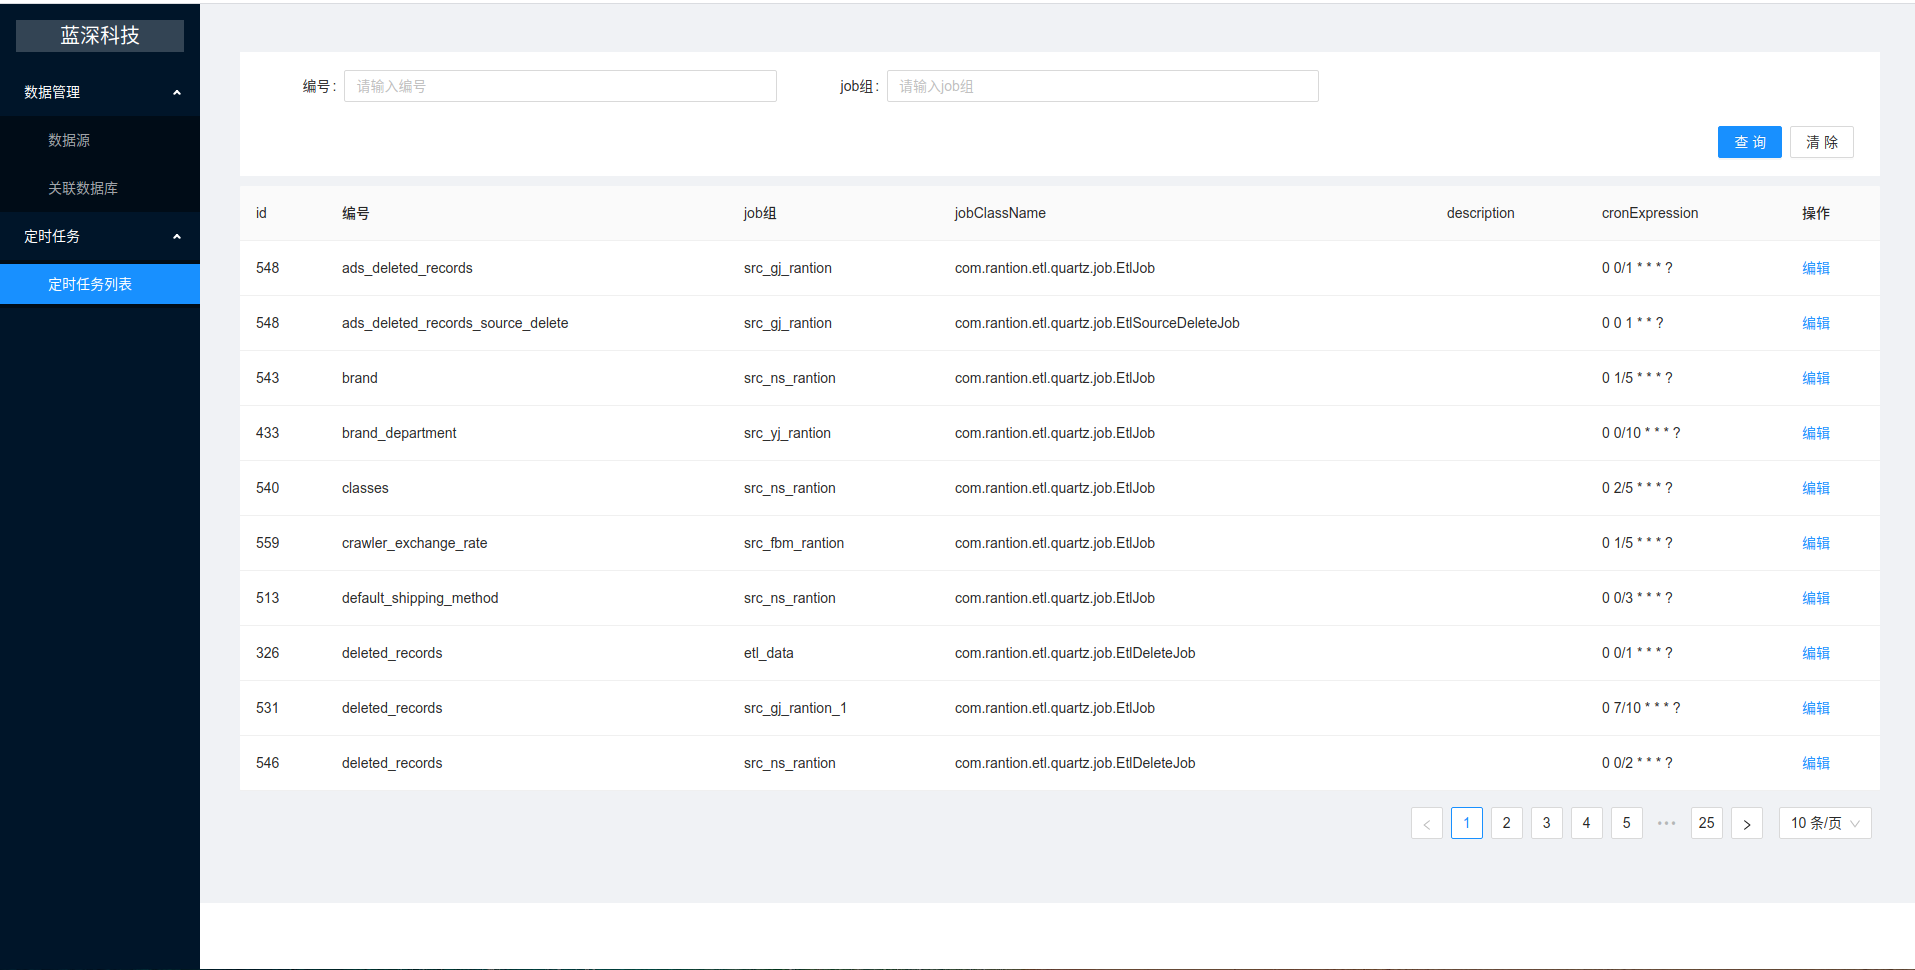 蓝深科技
数据管理
数据源
关联数据库
定时任务
定时任务列表
编号: 请输入编号 job组: 请输入job组
查 询 清 除
id 编号 job组 jobClassName description cronExpression 操作
548 ads_deleted_records src_gj_rantion com.rantion.etl.quartz.job.EtlJob 0 0/1 * * * ? 编辑
548 ads_deleted_records_source_delete src_gj_rantion com.rantion.etl.quartz.job.EtlSourceDeleteJob 0 0 1 * * ? 编辑
543 brand src_ns_rantion com.rantion.etl.quartz.job.EtlJob 0 1/5 * * * ? 编辑
433 brand_department src_yj_rantion com.rantion.etl.quartz.job.EtlJob 0 0/10 * * * ? 编辑
540 classes src_ns_rantion com.rantion.etl.quartz.job.EtlJob 0 2/5 * * * ? 编辑
559 crawler_exchange_rate src_fbm_rantion com.rantion.etl.quartz.job.EtlJob 0 1/5 * * * ? 编辑
513 default_shipping_method src_ns_rantion com.rantion.etl.quartz.job.EtlJob 0 0/3 * * * ? 编辑
326 deleted_records etl_data com.rantion.etl.quartz.job.EtlDeleteJob 0 0/1 * * * ? 编辑
531 deleted_records src_gj_rantion_1 com.rantion.etl.quartz.job.EtlJob 0 7/10 * * * ? 编辑
546 deleted_records src_ns_rantion com.rantion.etl.quartz.job.EtlDeleteJob 0 0/2 * * * ? 编辑
< 1 2 3 4 5 ••• 25 > 10 条/页